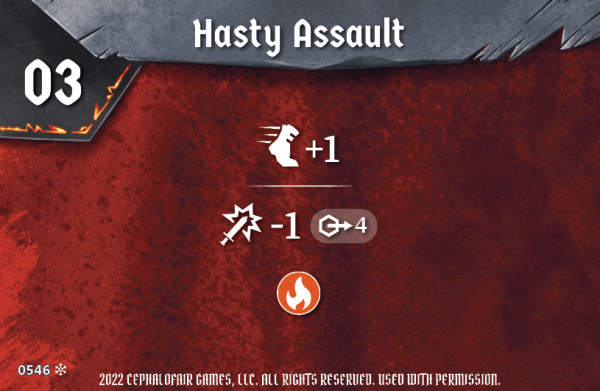 Hasty Assault
03
+1
-1 4
0546
2022 CEPHALOFAIR GAMES, LLC. ALL RIGHTS RESERVED. USED WITH PERMISSION.